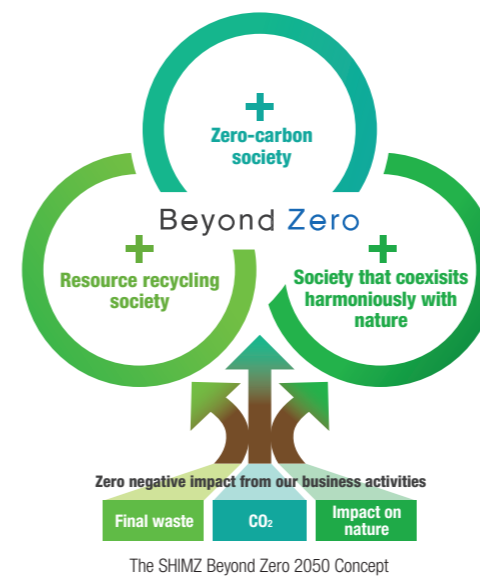 +
Zero-carbon
society
Beyond Zero
+
Resource recycling
society
+
Society that coexisits
harmoniously with
nature
Zero negative impact from our business activities
Final waste
CO₂
Impact on
nature
The SHIMZ Beyond Zero 2050 Concept